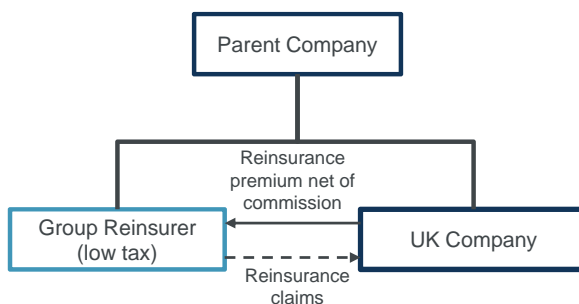 Parent Company
Reinsurance
premium net of
commission
Group Reinsurer
(low tax)
UK Company
Reinsurance
claims